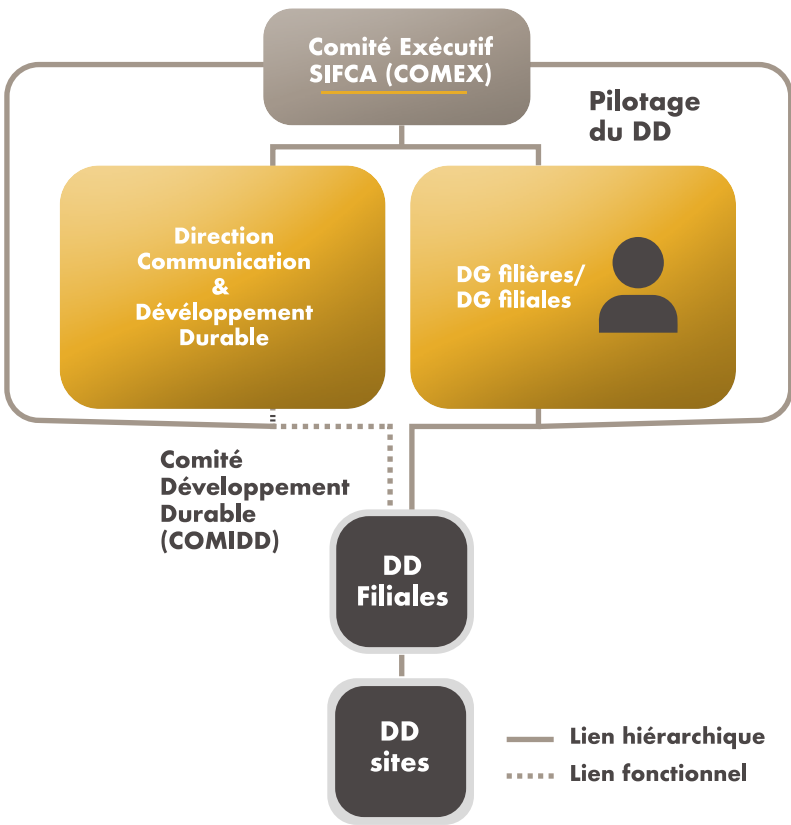 Comité Exécutif
SIFCA (COMEX)
Pilotage
du DD
Direction
Communication
&
Dévéloppement
Durable
DG filières/
DG filiales
Comité
Développement
Durable
(COMIDD)
DD
Filiales
DD
sites
Lien hiérarchique
Lien fonctionnel